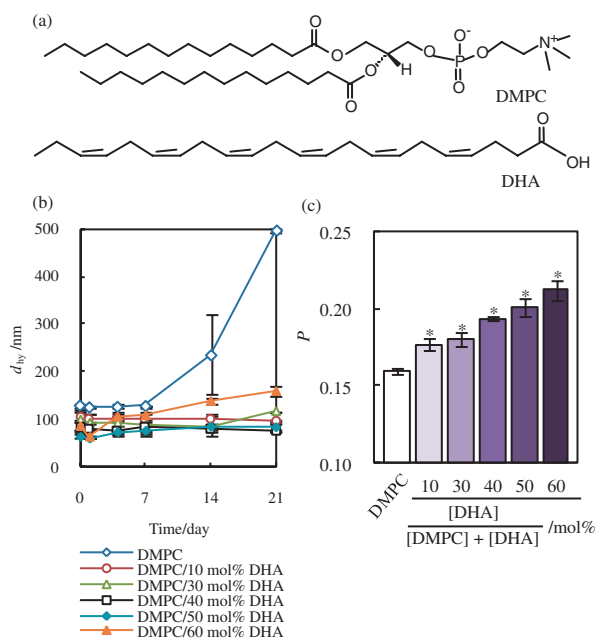 (a)
O
O
O
O
H
O
O
O-
P
O
O
N+
DMPC
O
OH
DHA
(b)
500
400
300
200
100
0
dhy/nm
0
7
14
21
Time/day
DMPC
DMPC/10 mol% DHA
DMPC/30 mol% DHA
DMPC/40 mol% DHA
DMPC/50 mol% DHA
DMPC/60 mol% DHA
(c)
0.25
0.20
0.15
0.10
P
* * * * *
DMPC 10 30 40 50 60
[DHA]
[DMPC] + [DHA] /mol%